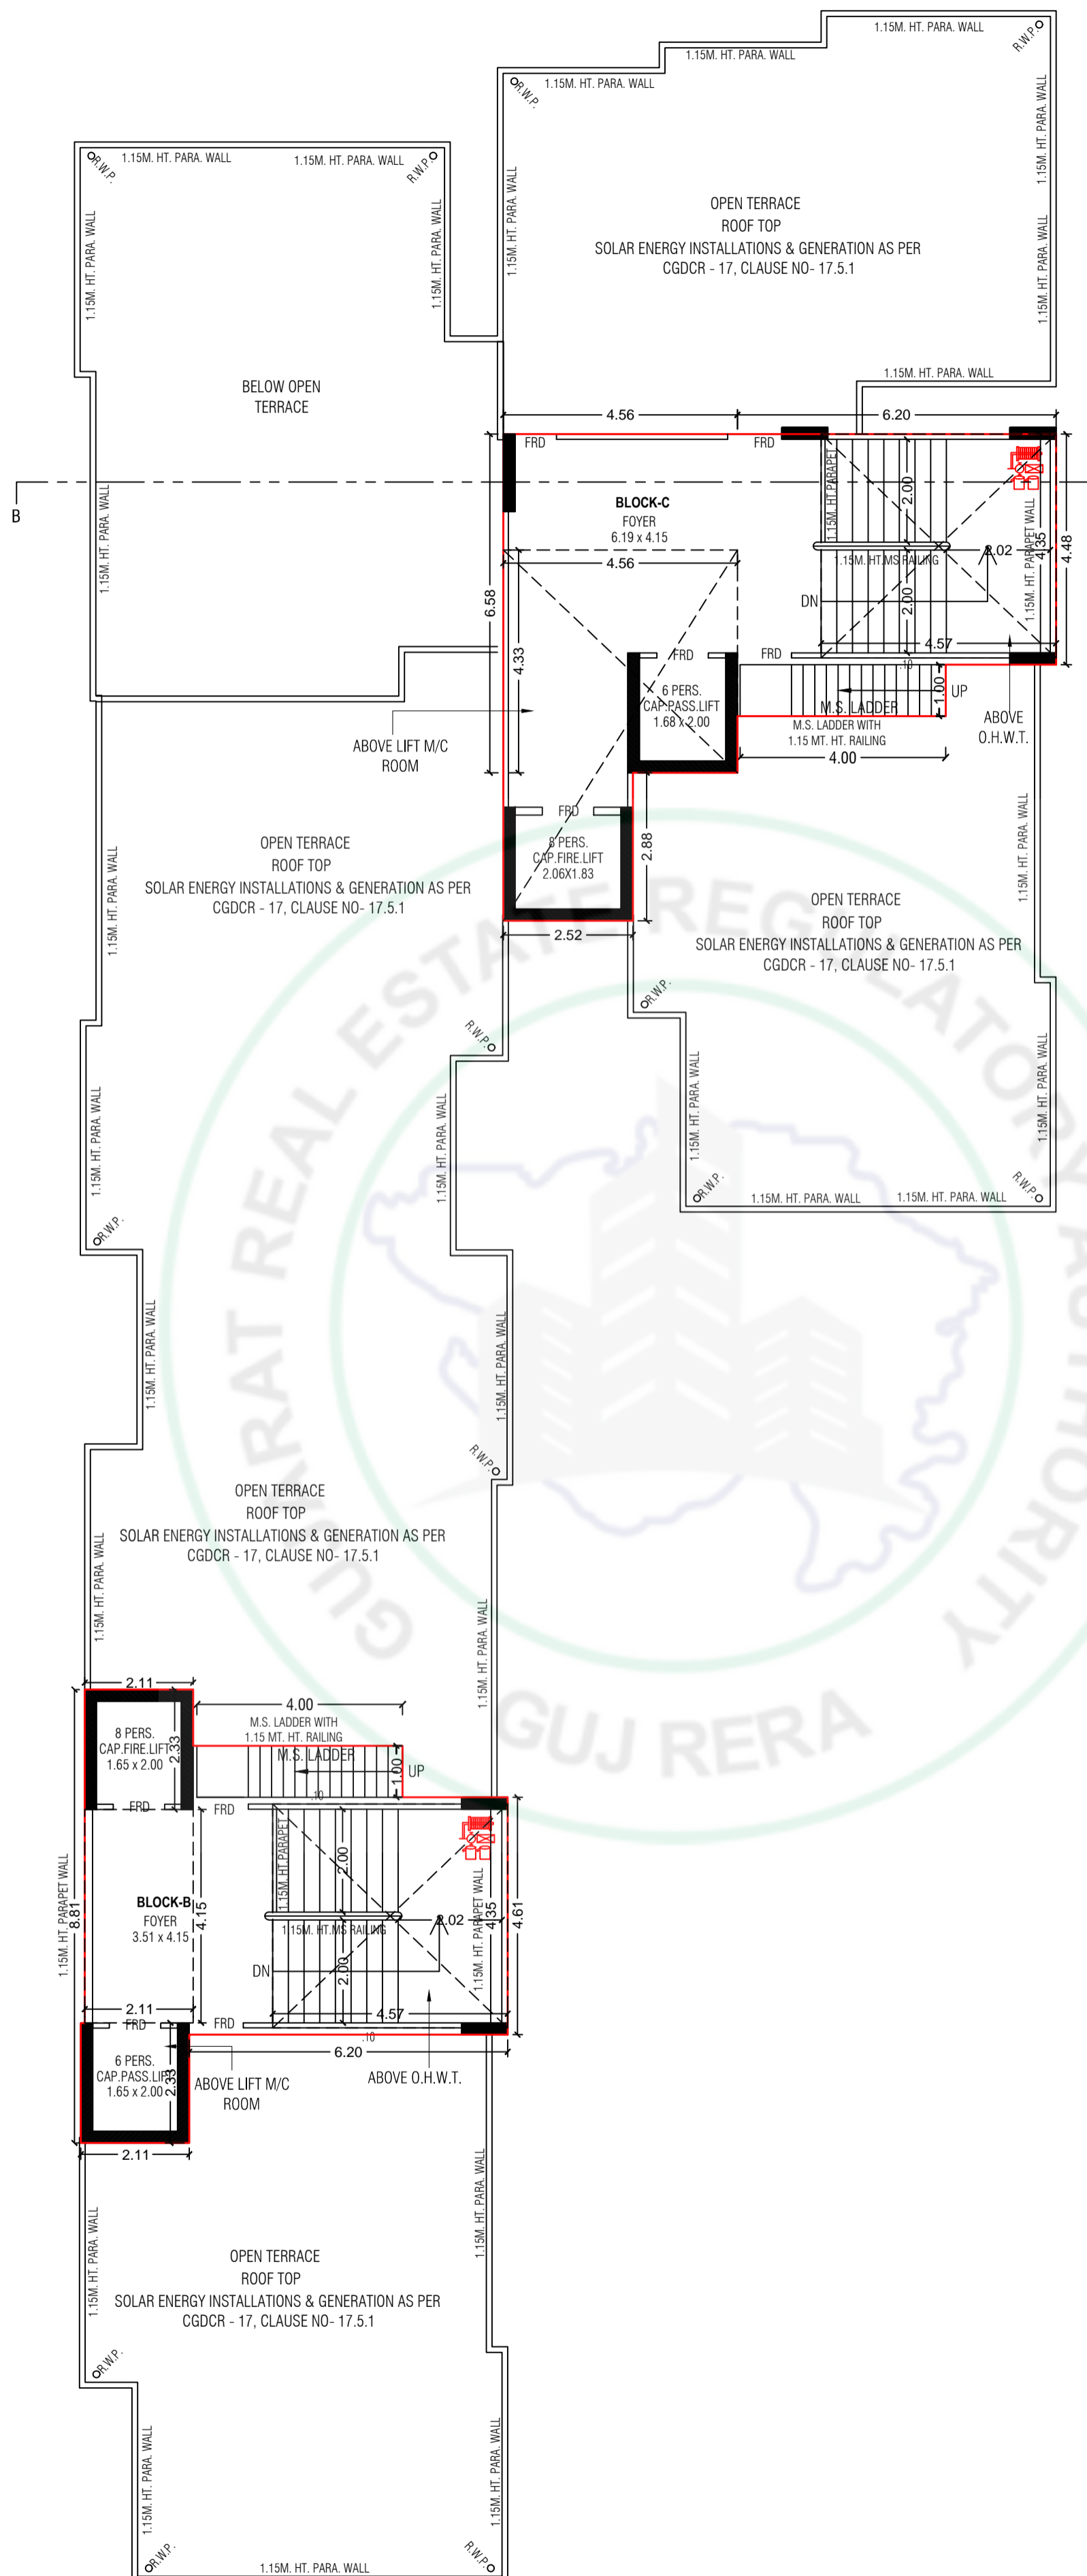 1.15M. HT. PARA. WALL
R.W.P.
1.15M. HT. PARA. WALL
1.15M. HT. PARA. WALL
R.W.P.
1.15M. HT. PARA. WALL
1.15M. HT. PARA. WALL
1.15M. HT. PARA. WALL
1.15M. HT. PARA. WALL
R.W.P.
1.15M. HT. PARA. WALL
1.15M. HT. PARA. WALL
R.W.P.
1.15M. HT. PARA. WALL
1.15M. HT. PARA. WALL
OPEN TERRACE
ROOF TOP
SOLAR ENERGY INSTALLATIONS & GENERATION AS PER
CGDCR - 17, CLAUSE NO- 17.5.1
1.15M. HT. PARA. WALL
BELOW OPEN
TERRACE
4.56
6.20
FRD
FRD
B
BLOCK-C
FOYER
6.19 x 4.15
4.56
6.58
4.33
1.15M. HT.PARAPET
2.00
1.15M. HT.MS RAILING
2.02
2.00
DN
4.57
1.15M. HT. PARAPET WALL
4.35
4.48
1.15M. HT. PARA. WALL
FRD
FRD
.10
6 PERS.
CAP.PASS.LIFT
1.68 x 2.00
1.00
UP
M.S. LADDER
M.S. LADDER WITH
1.15 MT. HT. RAILING
4.00
ABOVE
O.H.W.T.
ABOVE LIFT M/C
ROOM
FRD
8 PERS.
CAP.FIRE.LIFT
2.06X1.83
2.88
2.52
OPEN TERRACE
ROOF TOP
SOLAR ENERGY INSTALLATIONS & GENERATION AS PER
CGDCR - 17, CLAUSE NO- 17.5.1
1.15M. HT. PARA. WALL
OPEN TERRACE
ROOF TOP
SOLAR ENERGY INSTALLATIONS & GENERATION AS PER
CGDCR - 17, CLAUSE NO- 17.5.1
1.15M. HT. PARA. WALL
R.W.P.
R.W.P.
1.15M. HT. PARA. WALL
1.15M. HT. PARA. WALL
1.15M. HT. PARA. WALL
1.15M. HT. PARA. WALL
R.W.P.
1.15M. HT. PARA. WALL
1.15M. HT. PARA. WALL
R.W.P.
R.W.P.
1.15M. HT. PARA. WALL
1.15M. HT. PARA. WALL
R.W.P.
OPEN TERRACE
ROOF TOP
SOLAR ENERGY INSTALLATIONS & GENERATION AS PER
CGDCR - 17, CLAUSE NO- 17.5.1
1.15M. HT. PARA. WALL
1.15M. HT. PARA. WALL
GUJARAT REAL ESTATE REGULATORY AUTHORITY
GUJ RERA
2.11
4.00
M.S. LADDER WITH
1.15 MT. HT. RAILING
M.S. LADDER
1.00
UP
8 PERS.
CAP.FIRE.LIFT
1.65 x 2.00
2.33
.10
FRD
FRD
1.15M. HT. PARAPET WALL
8.81
BLOCK-B
FOYER
3.51 x 4.15
4.15
1.15M. HT.PARAPET
2.00
1.15M. HT.MS RAILING
2.02
2.00
DN
4.57
1.15M. HT. PARAPET WALL
4.35
4.61
2.11
FRD
FRD
.10
6.20
6 PERS.
CAP.PASS.LIFT
1.65 x 2.00
2.33
ABOVE LIFT M/C
ROOM
ABOVE O.H.W.T.
2.11
1.15M. HT. PARA. WALL
1.15M. HT. PARA. WALL
OPEN TERRACE
ROOF TOP
SOLAR ENERGY INSTALLATIONS & GENERATION AS PER
CGDCR - 17, CLAUSE NO- 17.5.1
R.W.P.
1.15M. HT. PARA. WALL
1.15M. HT. PARA. WALL
R.W.P.
1.15M. HT. PARA. WALL
R.W.P.